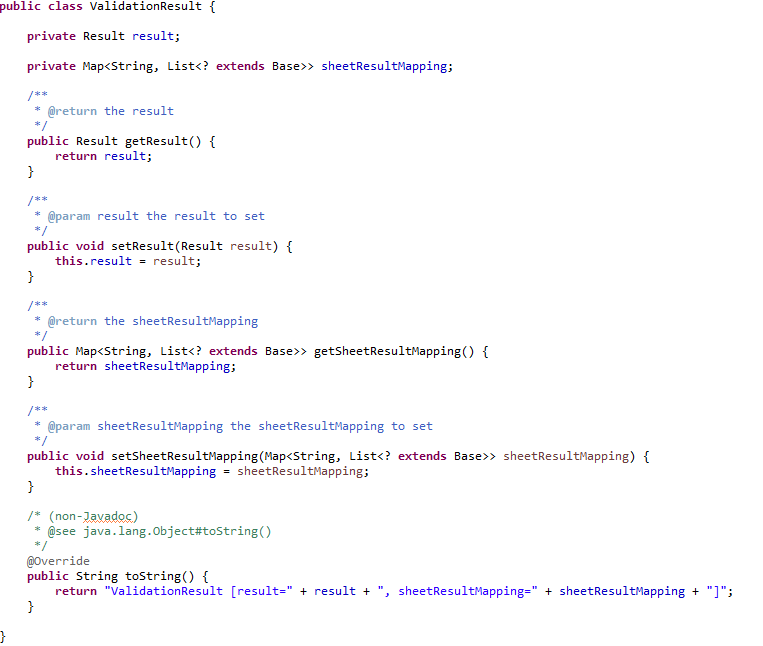 public class ValidationResult {
private Result result;
private Map<String, List<? extends Base>> sheetResultMapping;
/**
* @return the result
*/
public Result getResult() {
return result;
}
/**
* @param result the result to set
*/
public void setResult(Result result) {
this.result = result;
}
/**
* @return the sheetResultMapping
*/
public Map<String, List<? extends Base>> getSheetResultMapping() {
return sheetResultMapping;
}
/**
* @param sheetResultMapping the sheetResultMapping to set
*/
public void setSheetResultMapping(Map<String, List<? extends Base>> sheetResultMapping) {
this.sheetResultMapping = sheetResultMapping;
}
/* (non-Javadoc)
* @see java.lang.Object#toString()
*/
@Override
public String toString() {
return "ValidationResult [result=" + result + ", sheetResultMapping=" + sheetResultMapping + "]";
}
}